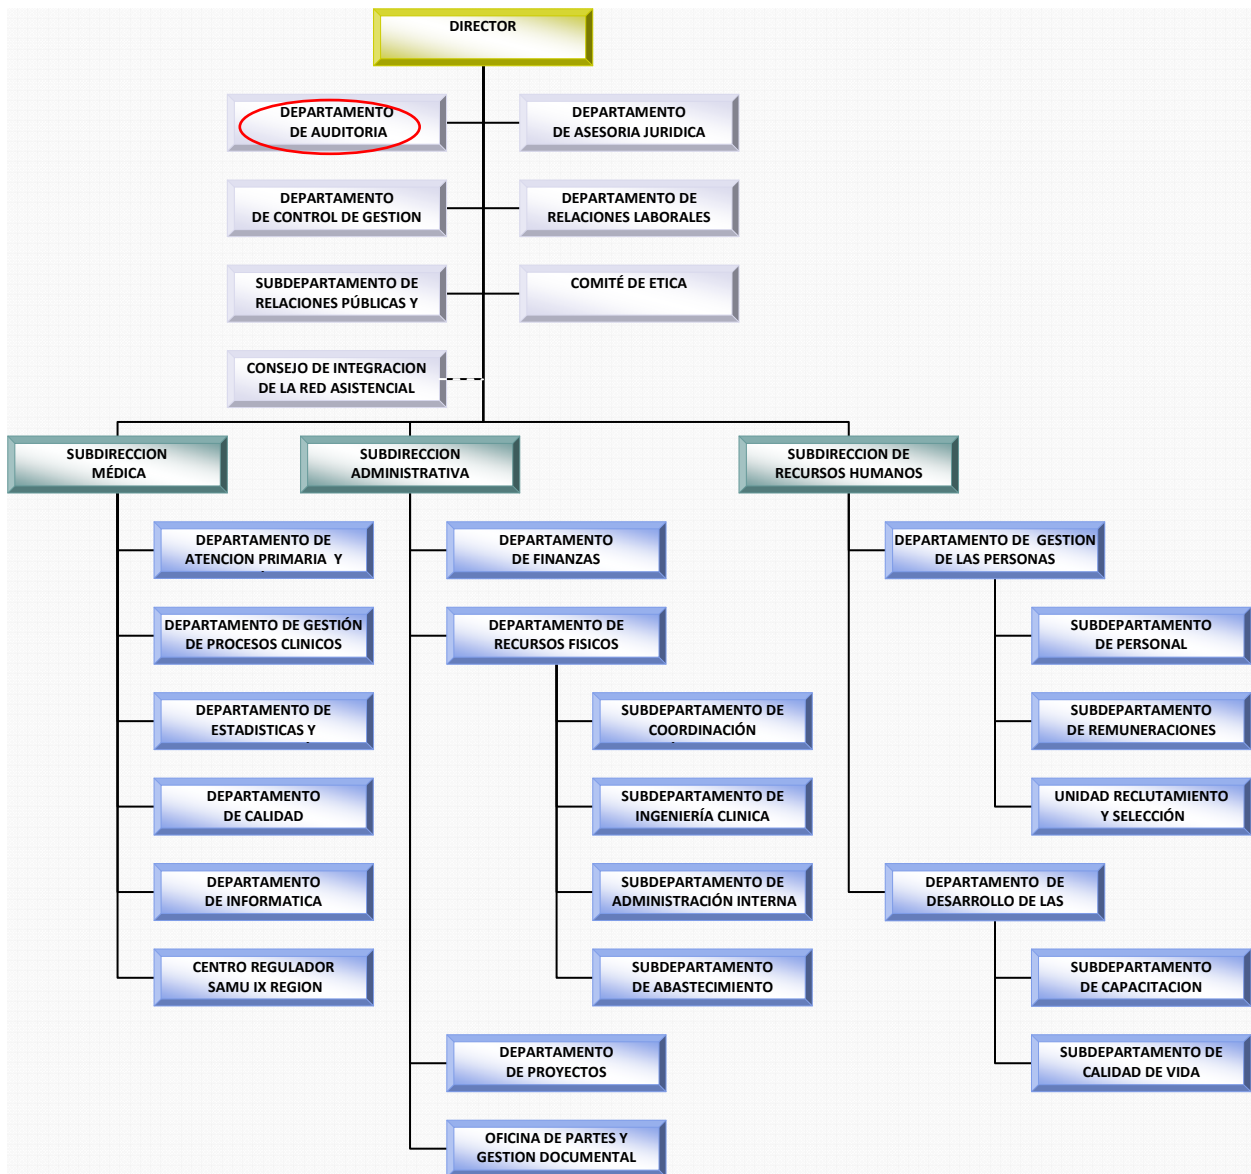 DIRECTOR
DEPARTAMENTO
DE AUDITORIA
DEPARTAMENTO
DE ASESORIA JURIDICA
DEPARTAMENTO
DE CONTROL DE GESTION
DEPARTAMENTO DE
RELACIONES LABORALES
SUBDEPARTAMENTO DE
RELACIONES PÚBLICAS Y
COMITÉ DE ETICA
CONSEJO DE INTEGRACION
DE LA RED ASISTENCIAL
SUBDIRECCION
MÉDICA
SUBDIRECCION
ADMINISTRATIVA
SUBDIRECCION DE
RECURSOS HUMANOS
DEPARTAMENTO DE
ATENCION PRIMARIA Y
DEPARTAMENTO DE GESTIÓN
DE PROCESOS CLINICOS
DEPARTAMENTO DE
ESTADISTICAS Y
DEPARTAMENTO
DE CALIDAD
DEPARTAMENTO
DE INFORMATICA
CENTRO REGULADOR
SAMU IX REGION
DEPARTAMENTO
DE FINANZAS
DEPARTAMENTO DE
RECURSOS FISICOS
SUBDEPARTAMENTO DE
COORDINACIÓN
SUBDEPARTAMENTO DE
INGENIERÍA CLINICA
SUBDEPARTAMENTO DE
ADMINISTRACIÓN INTERNA
SUBDEPARTAMENTO
DE ABASTECIMIENTO
DEPARTAMENTO
DE PROYECTOS
OFICINA DE PARTES Y
GESTION DOCUMENTAL
DEPARTAMENTO DE GESTION
DE LAS PERSONAS
SUBDEPARTAMENTO
DE PERSONAL
SUBDEPARTAMENTO
DE REMUNERACIONES
UNIDAD RECLUTAMIENTO
Y SELECCIÓN
DEPARTAMENTO DE
DESARROLLO DE LAS
SUBDEPARTAMENTO
DE CAPACITACION
SUBDEPARTAMENTO DE
CALIDAD DE VIDA